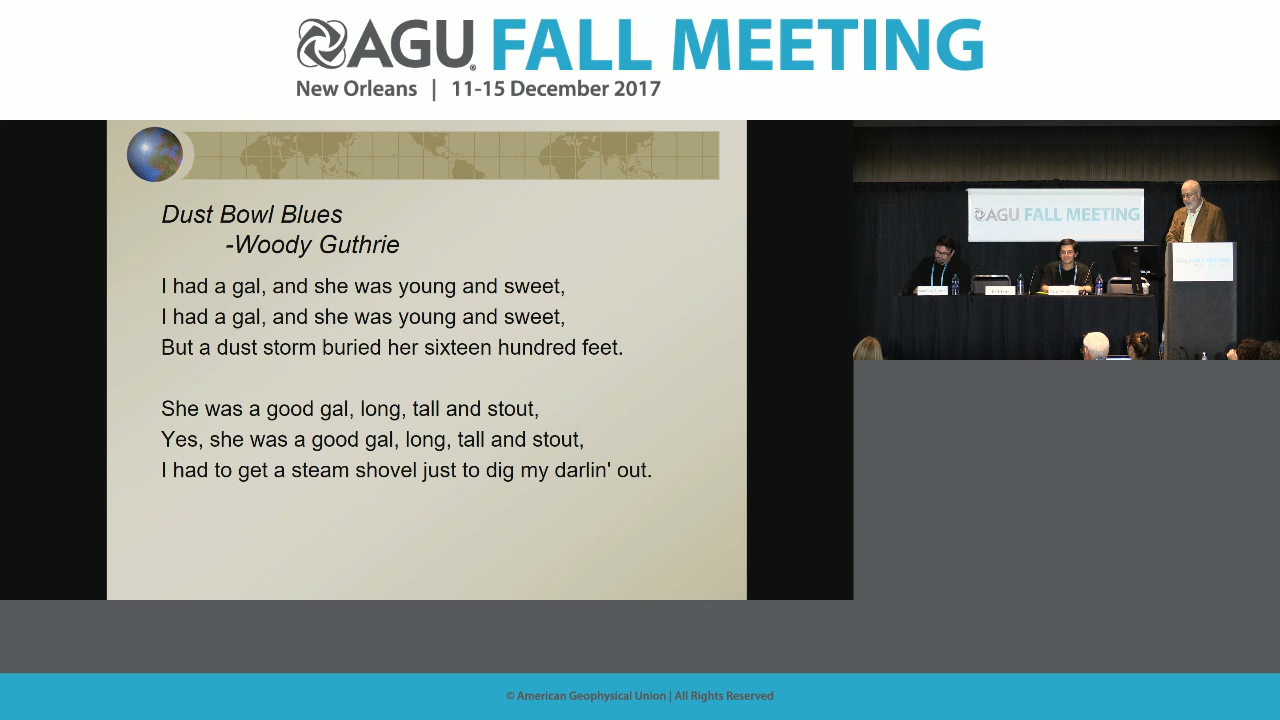 AGU FALL MEETING
New Orleans | 11-15 December 2017
Dust Bowl Blues
-Woody Guthrie
I had a gal, and she was young and sweet,
I had a gal, and she was young and sweet,
But a dust storm buried her sixteen hundred feet.
She was a good gal, long, tall and stout,
Yes, she was a good gal, long, tall and stout,
I had to get a steam shovel just to dig my darlin' out.
AGU FALL MEETING
© American Geophysical Union | All Rights Reserved